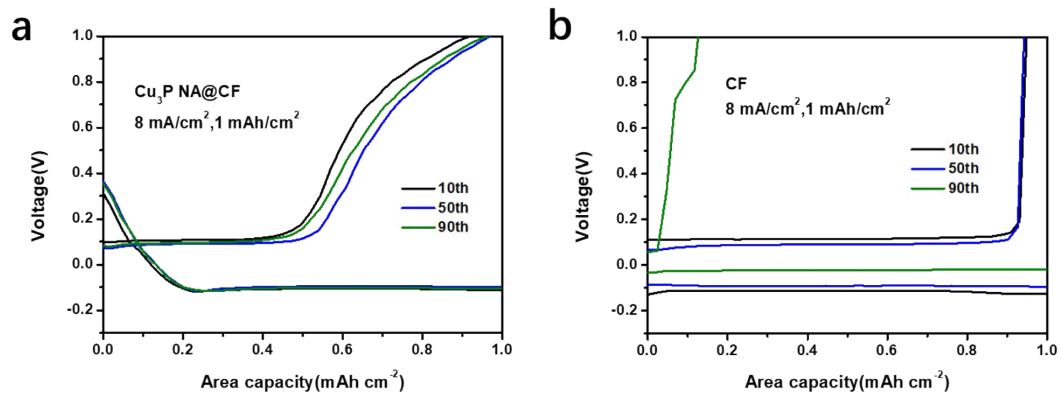 a
1.0
0.8
0.6
0.4
0.2
0.0
-0.2
Voltage(V)
Cu₃P NA@CF
8 mA/cm²,1 mAh/cm²
10th
50th
90th
0.0 0.2 0.4 0.6 0.8 1.0
Area capacity(mAh cm⁻²)
b
1.0
0.8
0.6
0.4
0.2
0.0
-0.2
Voltage(V)
CF
8 mA/cm²,1 mAh/cm²
10th
50th
90th
0.0 0.2 0.4 0.6 0.8 1.0
Area capacity(mAh cm⁻²)